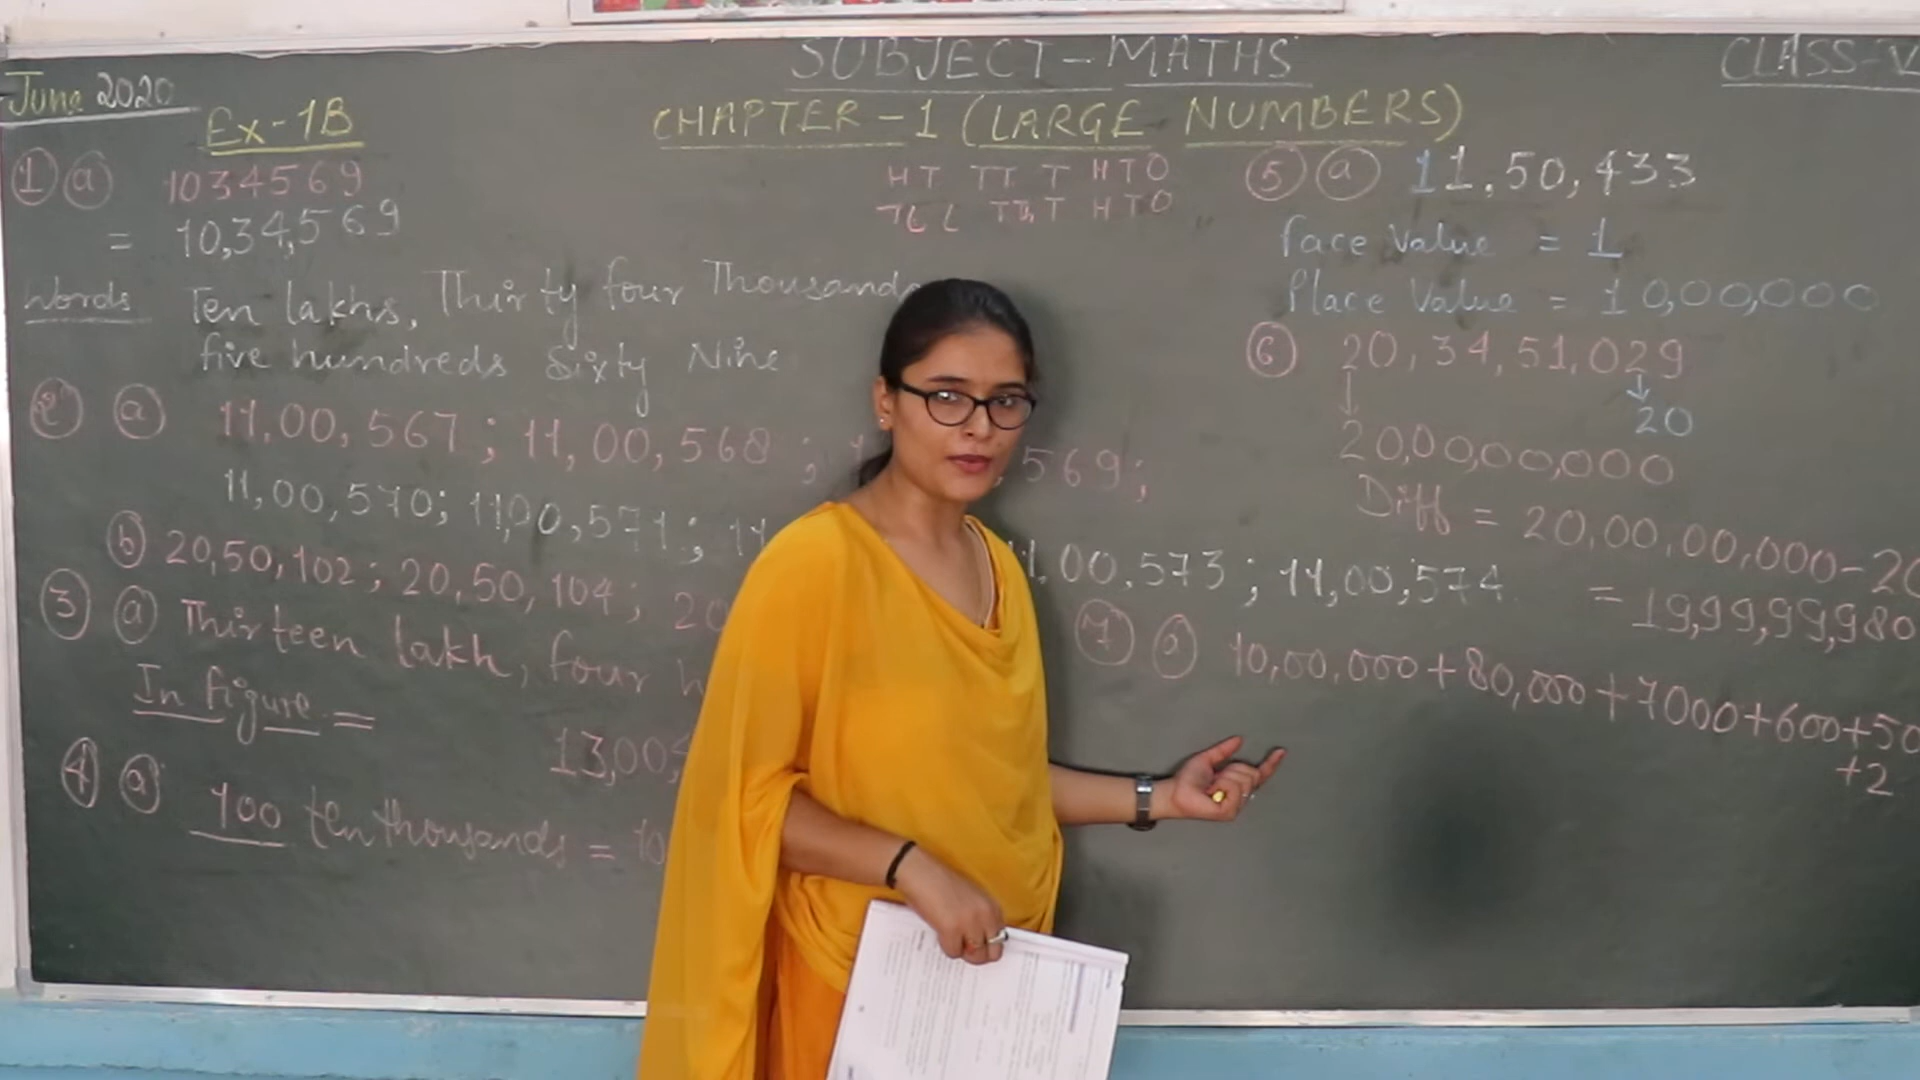 June 2020
SUBJECT-MATHS
CLASS-V
Ex-1B
CHAPTER-1 (LARGE NUMBERS)
① ⓐ 1034569
= 10,34,569
Words Ten lakhs, Thirty four Thousands
five hundreds Sixty Nine
② ⓐ 11,00,567 ; 11,00,568 ; 1 ,569;
11,00,570; 11,00,571; 11 11,00,573 ; 11,00,574
ⓑ 20,50,102 ; 20,50,104 ; 20
③ ⓐ Thirteen lakh, four h
In figure = 13,00,4
④ ⓐ 100 ten thousands = 10
HT TT T H T O
TL L TTh T H T O
⑤ ⓐ 11,50,433
face Value = 1
Place Value = 10,00,000
⑥ 20,34,51,029
20
20,00,00,000
Diff = 20,00,00,000-20
= 19,99,99,980
⑦ 10,00,000+80,000+7000+600+50
+2